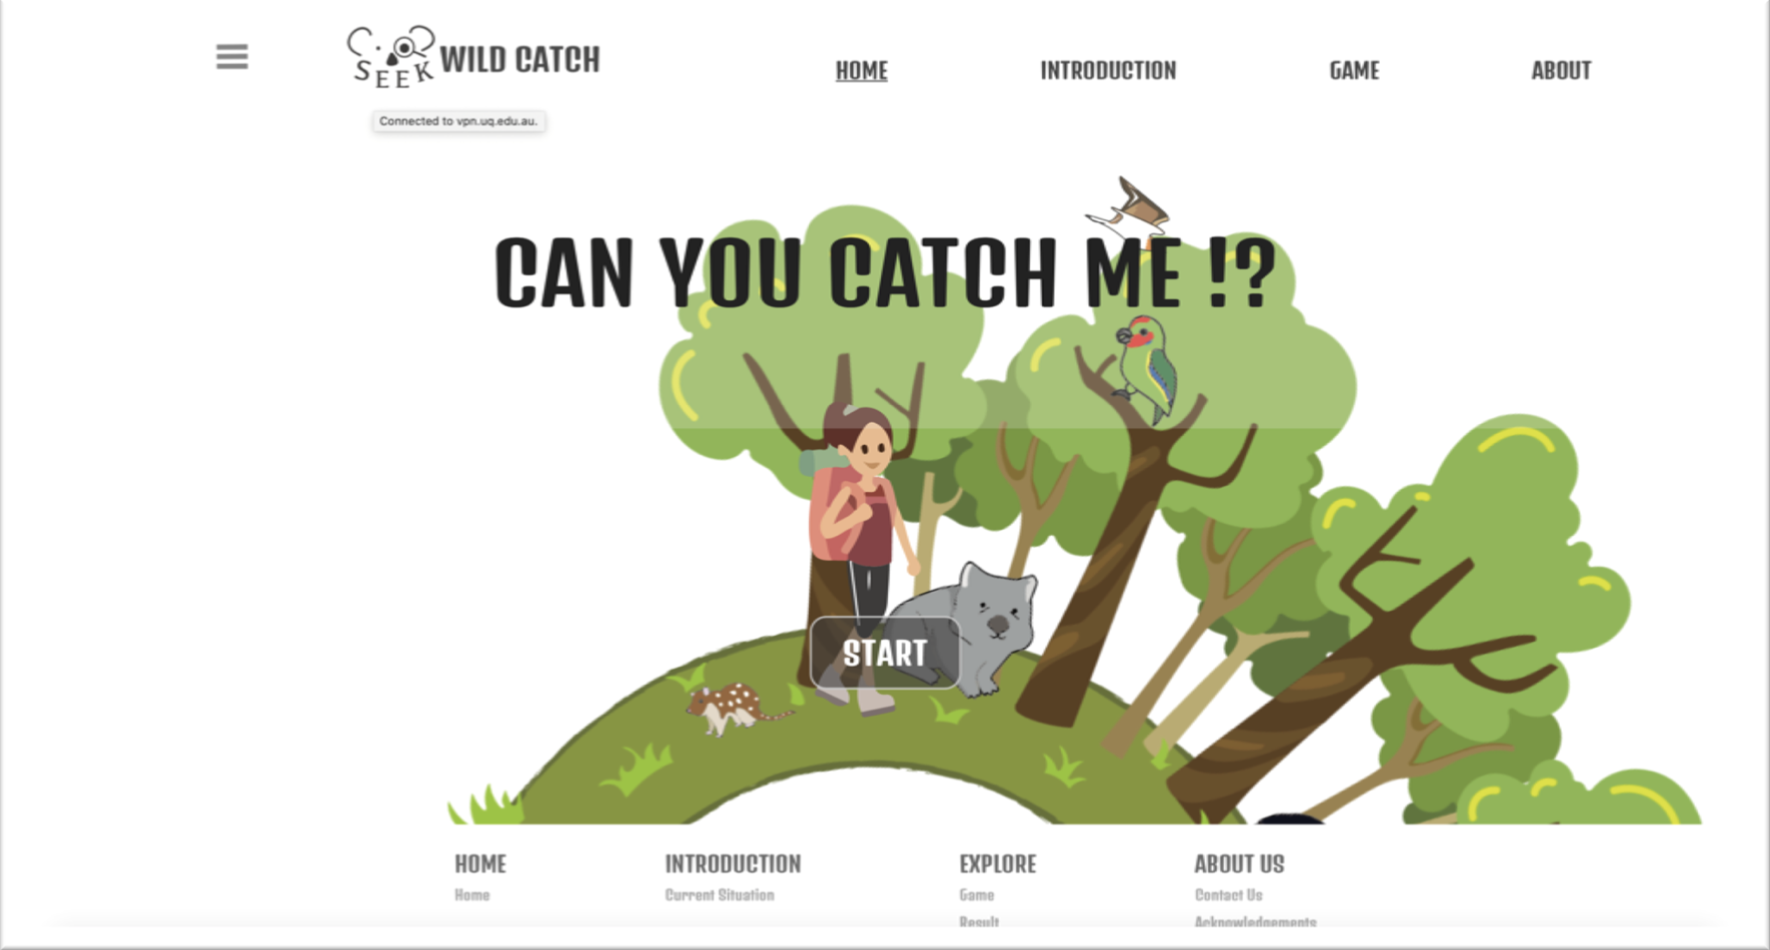 SEEK WILD CATCH
HOME INTRODUCTION GAME ABOUT
Connected to vpn.uq.edu.au.
CAN YOU CATCH ME !?
START
HOME INTRODUCTION EXPLORE ABOUT US
Home Current Situation Game Contact Us
Result Acknowledgements